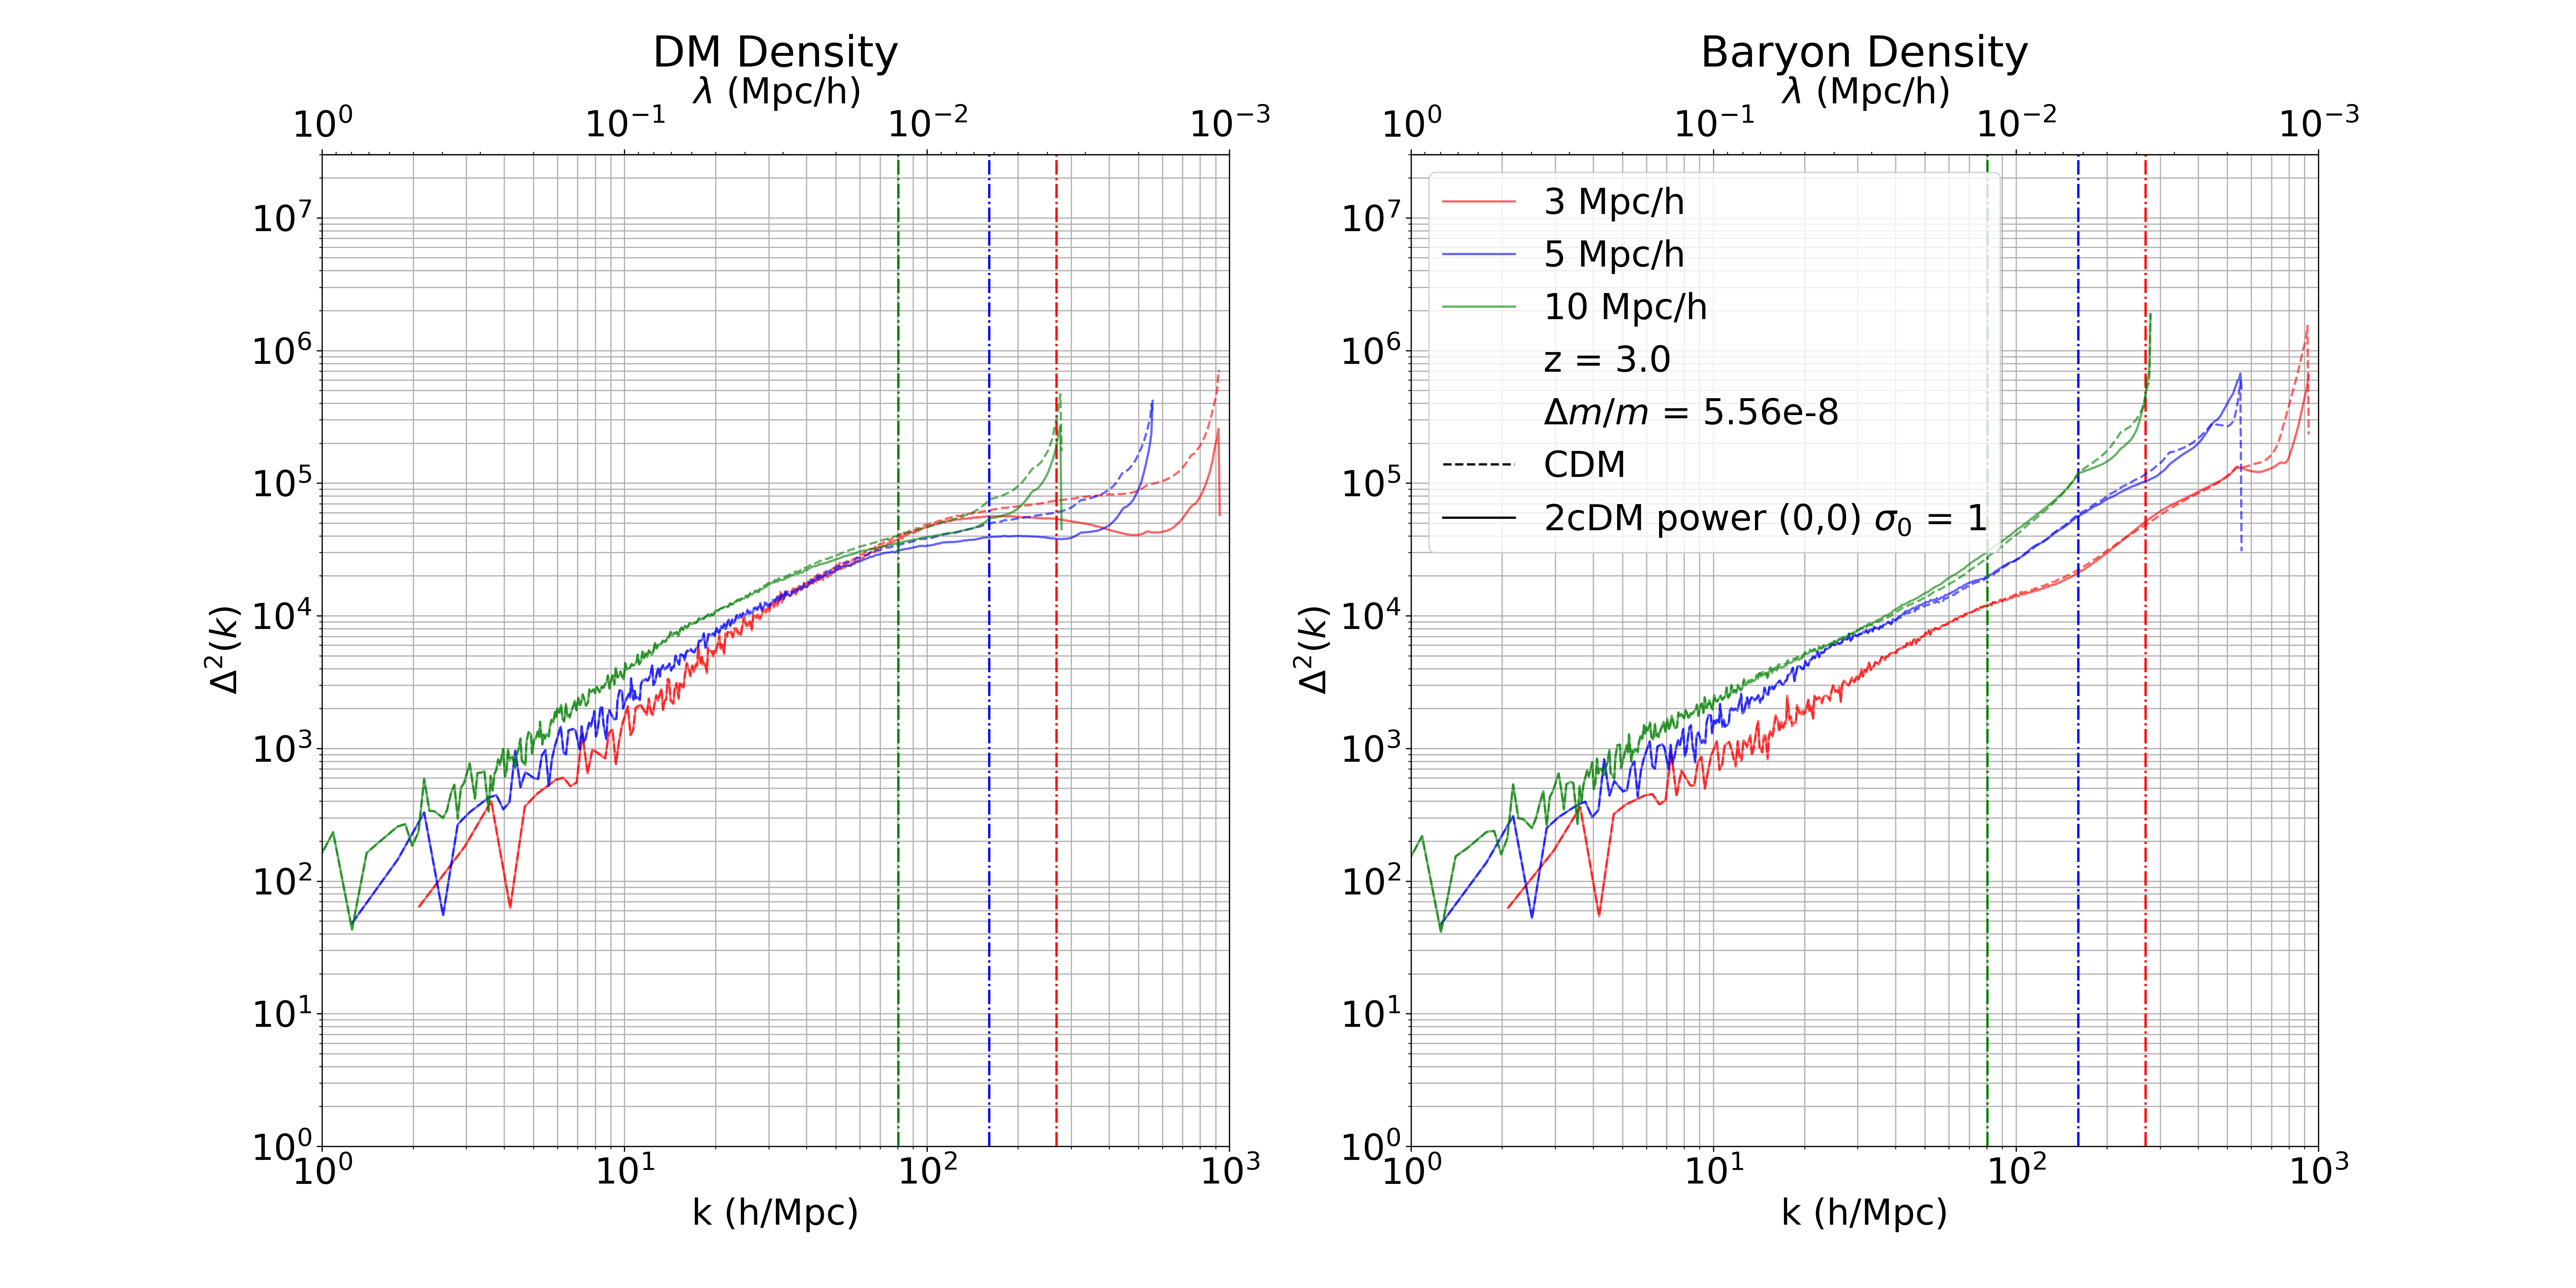 DM Density
λ (Mpc/h)
10⁰ 10⁻¹ 10⁻² 10⁻³
10⁷
10⁶
10⁵
10⁴
10³
10²
10¹
10⁰
Δ²(k)
10⁰ 10¹ 10² 10³
k (h/Mpc)
Baryon Density
λ (Mpc/h)
10⁰ 10⁻¹ 10⁻² 10⁻³
3 Mpc/h
5 Mpc/h
10 Mpc/h
z = 3.0
Δm/m = 5.56e-8
CDM
2cDM power (0,0) σ₀ = 1
10⁷
10⁶
10⁵
10⁴
10³
10²
10¹
10⁰
Δ²(k)
10⁰ 10¹ 10² 10³
k (h/Mpc)